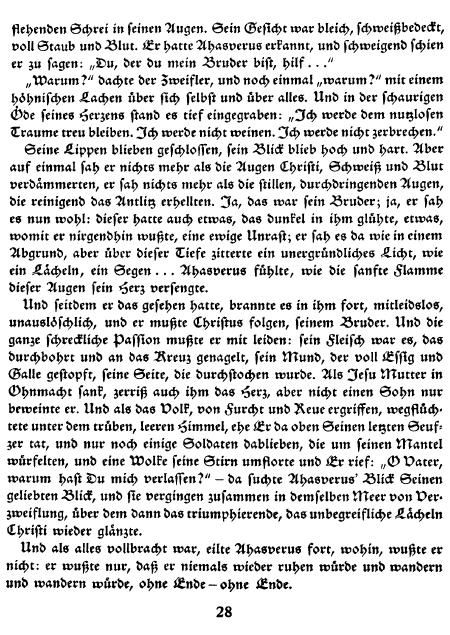 flehenden Schrei in seinen Augen. Sein Gesicht war bleich, schweißbedeckt,
voll Staub und Blut. Er hatte Ahasverus erkannt, und schweigend schien
er zu sagen: „Du, der du mein Bruder bist, hilf ..."
„Warum?" dachte der Zweifler, und noch einmal „warum?" mit einem
höhnischen Lachen über sich selbst und über alles. Und in der schaurigen
Öde seines Herzens stand es tief eingegraben: „Ich werde dem nutzlosen
Traume treu bleiben. Ich werde nicht weinen. Ich werde nicht zerbrechen."
Seine Lippen blieben geschlossen, sein Blick blieb hoch und hart. Aber
auf einmal sah er nichts mehr als die Augen Christi, Schweiß und Blut
verdämmerten, er sah nichts mehr als die stillen, durchdringenden Augen,
die reinigend das Antlitz erhellten. Ja, das war sein Bruder; ja, er sah
es nun wohl: dieser hatte auch etwas, das dunkel in ihm glühte, etwas,
womit er nirgendhin wußte, eine ewige Unrast; er sah es da wie in einem
Abgrund, aber über dieser Tiefe zitterte ein unergründliches Licht, wie
ein Lächeln, ein Segen ... Ahasverus fühlte, wie die sanfte Flamme
dieser Augen sein Herz versengte.
Und seitdem er das gesehen hatte, brannte es in ihm fort, mitleidslos,
unauslöschlich, und er mußte Christus folgen, seinem Bruder. Und die
ganze schreckliche Passion mußte er mit leiden: sein Fleisch war es, das
durchbohrt und an das Kreuz genagelt, sein Mund, der voll Essig und
Galle gestopft, seine Seite, die durchstochen wurde. Als Jesu Mutter in
Ohnmacht sank, zerriß auch ihm das Herz, aber nicht einen Sohn nur
beweinte er. Und als das Volk, von Furcht und Reue ergriffen, wegflüch-
tete unter dem trüben, leeren Himmel, ehe Er da oben Seinen letzten Seuf-
zer tat, und nur noch einige Soldaten dablieben, die um seinen Mantel
würfelten, und eine Wolke seine Stirn umflorte und Er rief: „O Vater,
warum hast Du mich verlassen?" – da suchte Ahasverus' Blick Seinen
geliebten Blick, und sie vergingen zusammen in demselben Meer von Ver-
zweiflung, über dem dann das triumphierende, das unbegreifliche Lächeln
Christi wieder glänzte.
Und als alles vollbracht war, eilte Ahasverus fort, wohin, wußte er
nicht: er wußte nur, daß er niemals wieder ruhen würde und wandern
und wandern würde, ohne Ende – ohne Ende.
28